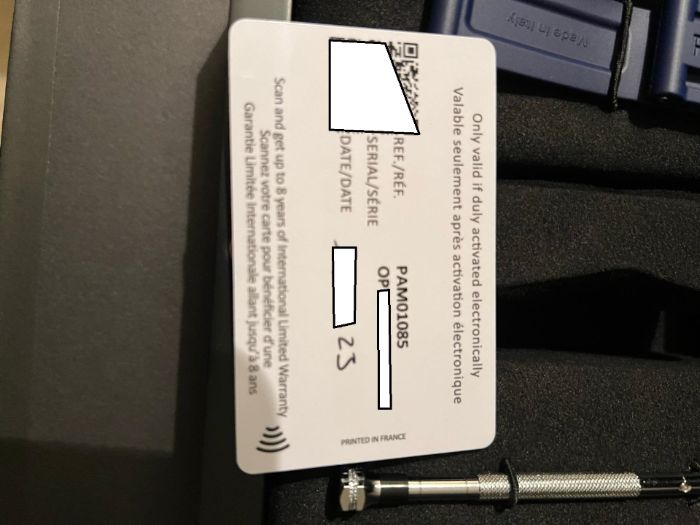 Only valid if duly activated electronically
Valable seulement après activation électronique
REF./RÉF. PAM01085
SERIAL/SÉRIE OP
DATE/DATE 23
Scan and get up to 8 years of International Limited Warranty
Scannez votre carte pour bénéficier d'une
Garantie Limitée Internationale allant jusqu'à 8 ans
PRINTED IN FRANCE
Made in Italy